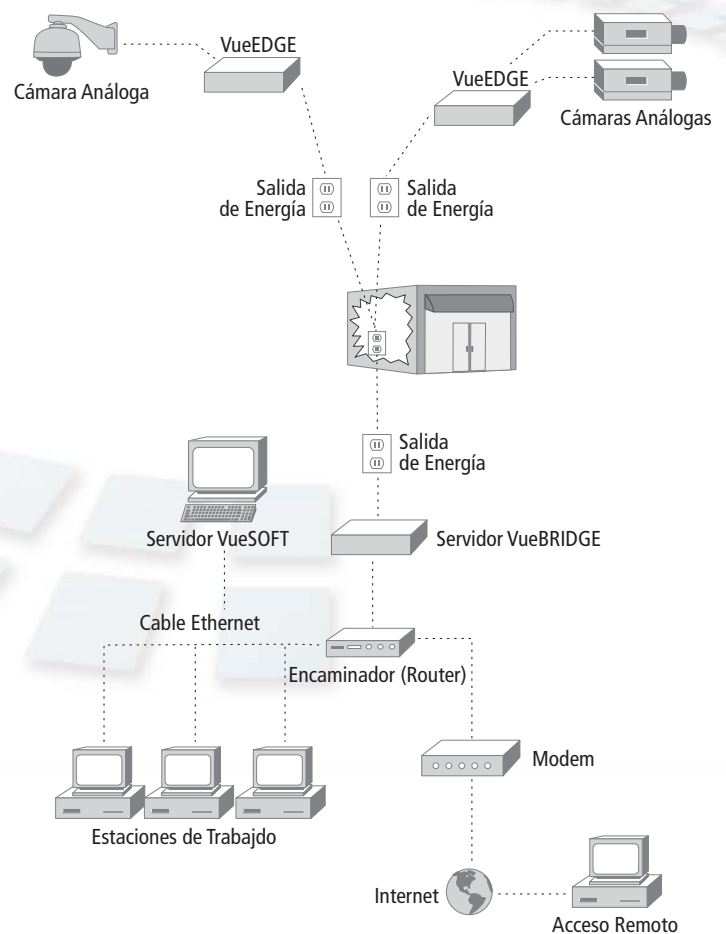 VueEDGE
Cámara Análoga
VueEDGE
Cámaras Análogas
Salida
de Energía
Salida
de Energía
Salida
de Energía
Servidor VueSOFT
Servidor VueBRIDGE
Cable Ethernet
Encaminador (Router)
Modem
Estaciones de Trabajdo
Internet
Acceso Remoto